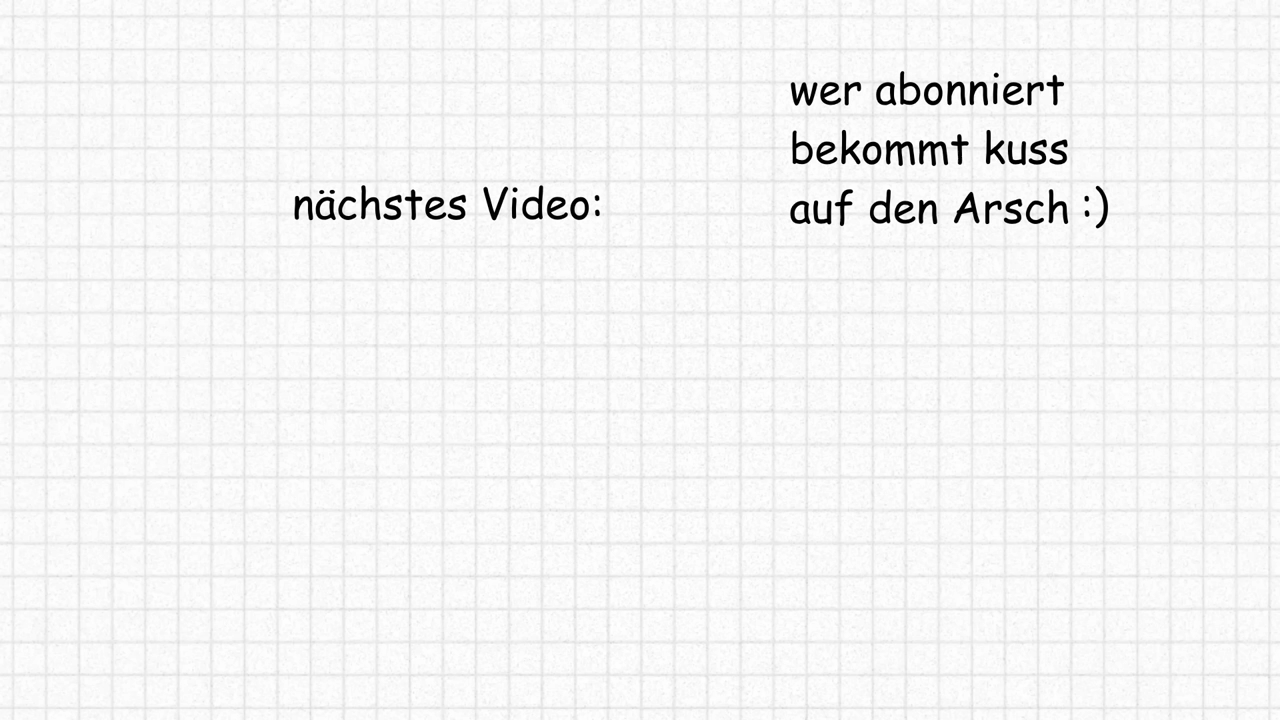 nächstes Video:
wer abonniert
bekommt kuss
auf den Arsch :)